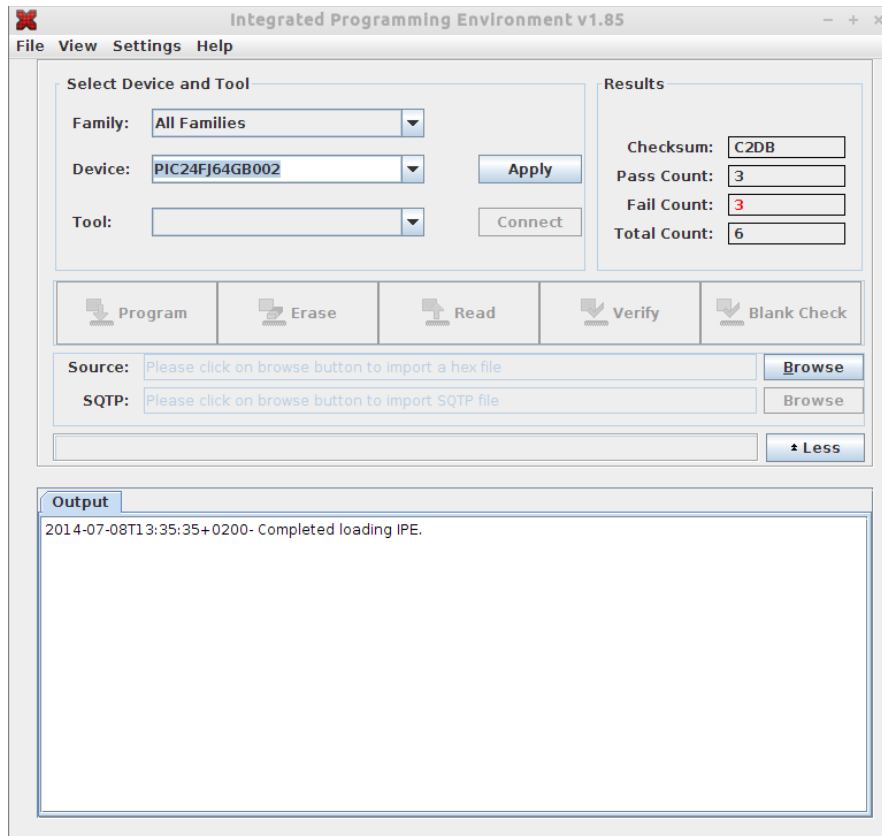 Integrated Programming Environment v1.85
File View Settings Help
Select Device and Tool
Family: All Families
Device: PIC24FJ64GB002 Apply
Tool: Connect
Results
Checksum: C2DB
Pass Count: 3
Fail Count: 3
Total Count: 6
Program Erase Read Verify Blank Check
Source: Please click on browse button to import a hex file Browse
SQTP: Please click on browse button to import SQTP file Browse
Less
Output
2014-07-08T13:35:35+0200- Completed loading IPE.